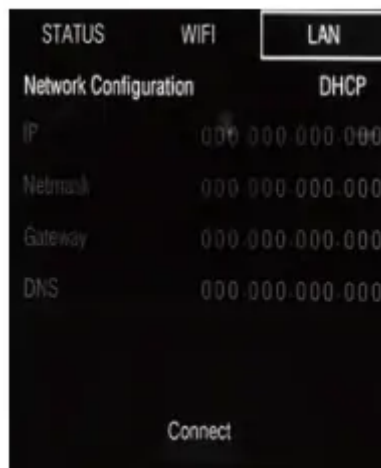 STATUS WIFI LAN
Network Configuration DHCP
IP 000.000.000.000
Netmask 000.000.000.000
Gateway 000.000.000.000
DNS 000.000.000.000
Connect